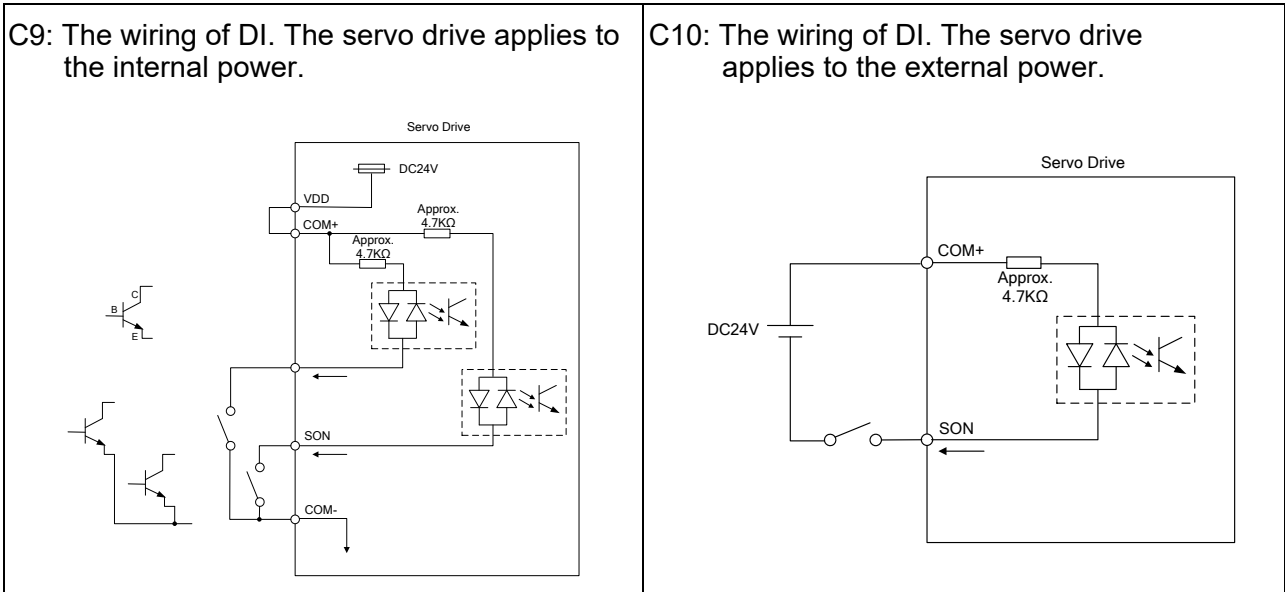 C9: The wiring of DI. The servo drive applies to
the internal power.
Servo Drive
DC24V
VDD
COM+
Approx.
4.7KΩ
Approx.
4.7KΩ
C
B
E
SON
COM-
C10: The wiring of DI. The servo drive
applies to the external power.
Servo Drive
COM+
Approx.
4.7KΩ
DC24V
SON